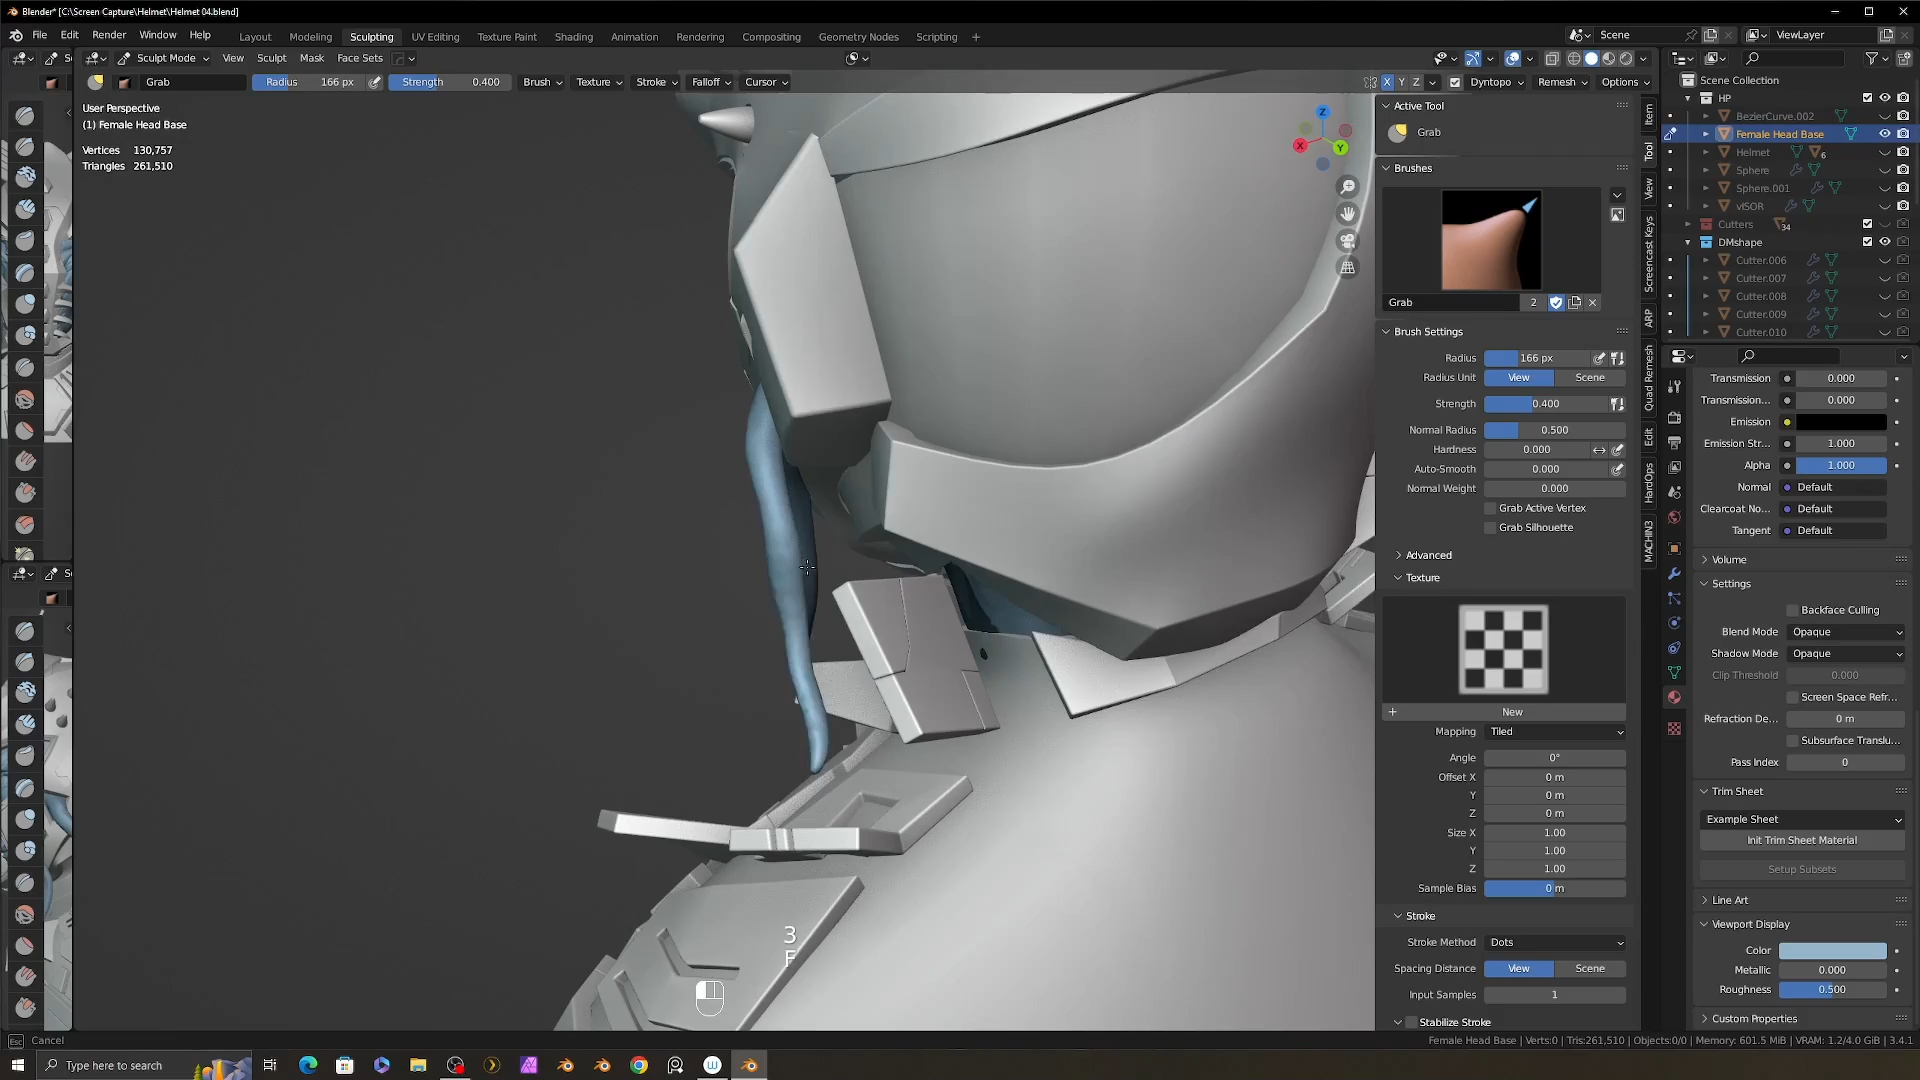 Blender* [C:\Screen Capture\Helmet\Helmet 04.blend]
File Edit Render Window Help
Layout Modeling Sculpting UV Editing Texture Paint Shading Animation Rendering Compositing Geometry Nodes Scripting +
Scene ViewLayer
Sculpt Mode View Sculpt Mask Face Sets
Grab Radius 166 px Strength 0.400 Brush Texture Stroke Falloff Cursor X Y Z Dyntopo Remesh Options
User Perspective
(1) Female Head Base
Vertices 130,757
Triangles 261,510
Z
X
Y
3
F
Active Tool
Grab
Brushes
Grab 2
Brush Settings
Radius 166 px
Radius Unit View Scene
Strength 0.400
Normal Radius 0.500
Hardness 0.000
Auto-Smooth 0.000
Normal Weight 0.000
Grab Active Vertex
Grab Silhouette
Advanced
Texture
New
Mapping Tiled
Angle 0°
Offset X 0 m
Y 0 m
Z 0 m
Size X 1.00
Y 1.00
Z 1.00
Sample Bias 0 m
Stroke
Stroke Method Dots
Spacing Distance View Scene
Input Samples 1
Stabilize Stroke
Item
Tool
View
Screencast Keys
ARP
Quad Remesh
Edit
HardOps
MACHIN3
Scene Collection
HP
BezierCurve.002
Female Head Base
Helmet 6
Sphere
Sphere.001
vISOR
Cutters 34
DMshape
Cutter.006
Cutter.007
Cutter.008
Cutter.009
Cutter.010
Transmission 0.000
Transmission... 0.000
Emission
Emission Str... 1.000
Alpha 1.000
Normal Default
Clearcoat No... Default
Tangent Default
Volume
Settings
Backface Culling
Blend Mode Opaque
Shadow Mode Opaque
Clip Threshold 0.000
Screen Space Refr...
Refraction De... 0 m
Subsurface Translu...
Pass Index 0
Trim Sheet
Example Sheet
Init Trim Sheet Material
Setup Subsets
Line Art
Viewport Display
Color
Metallic 0.000
Roughness 0.500
Custom Properties
Esc Cancel
Female Head Base | Verts:0 | Tris:261,510 | Objects:0/0 | Memory: 601.5 MiB | VRAM: 1.2/4.0 GiB | 3.4.1
Type here to search